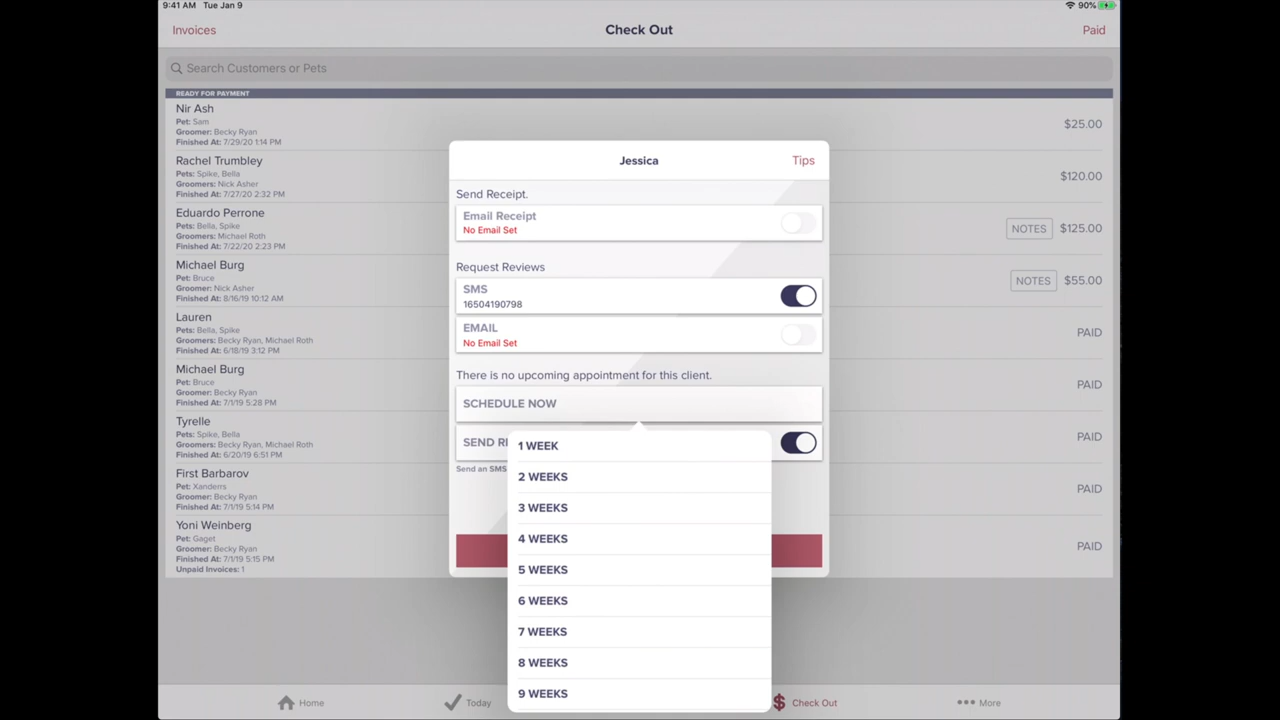 9:41 AM Tue Jan 9
90%
Invoices
Check Out
Paid
Search Customers or Pets
READY FOR PAYMENT
Nir Ash
Pet: Sam
Groomer: Becky Ryan
Finished At: 7/29/20 1:14 PM
$25.00
Rachel Trumbley
Pets: Spike, Bella
Groomers: Nick Asher
Finished At: 7/27/20 2:32 PM
$120.00
Eduardo Perrone
Pets: Bella, Spike
Groomers: Michael Roth
Finished At: 7/22/20 2:23 PM
NOTES
$125.00
Michael Burg
Pet: Bruce
Groomer: Nick Asher
Finished At: 8/16/19 10:12 AM
NOTES
$55.00
Lauren
Pets: Bella, Spike
Groomers: Becky Ryan, Michael Roth
Finished At: 6/18/19 3:12 PM
PAID
Michael Burg
Pet: Bruce
Groomer: Becky Ryan
Finished At: 7/1/19 5:28 PM
PAID
Tyrelle
Pets: Spike, Bella
Groomers: Becky Ryan, Michael Roth
Finished At: 6/20/19 6:51 PM
PAID
First Barbarov
Pet: Xanderrs
Groomer: Becky Ryan
Finished At: 7/1/19 5:14 PM
PAID
Yoni Weinberg
Pet: Gaget
Groomer: Becky Ryan
Finished At: 7/1/19 5:15 PM
Unpaid Invoices: 1
PAID
Jessica
Tips
Send Receipt.
Email Receipt
No Email Set
Request Reviews
SMS
16504190798
EMAIL
No Email Set
There is no upcoming appointment for this client.
SCHEDULE NOW
SEND
Send an SMS
1 WEEK
2 WEEKS
3 WEEKS
4 WEEKS
5 WEEKS
6 WEEKS
7 WEEKS
8 WEEKS
9 WEEKS
Home
Today
$ Check Out
More